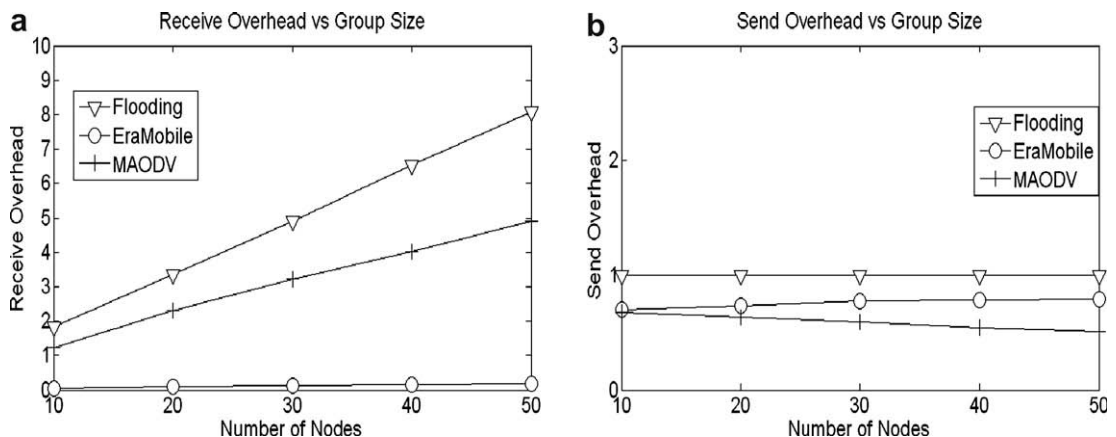 a
Receive Overhead vs Group Size
10
9
8
7
6
5
4
3
2
1
0
Receive Overhead
Flooding
EraMobile
MAODV
10 20 30 40 50
Number of Nodes
b
Send Overhead vs Group Size
3
2
1
0
Send Overhead
Flooding
EraMobile
MAODV
10 20 30 40 50
Number of Nodes